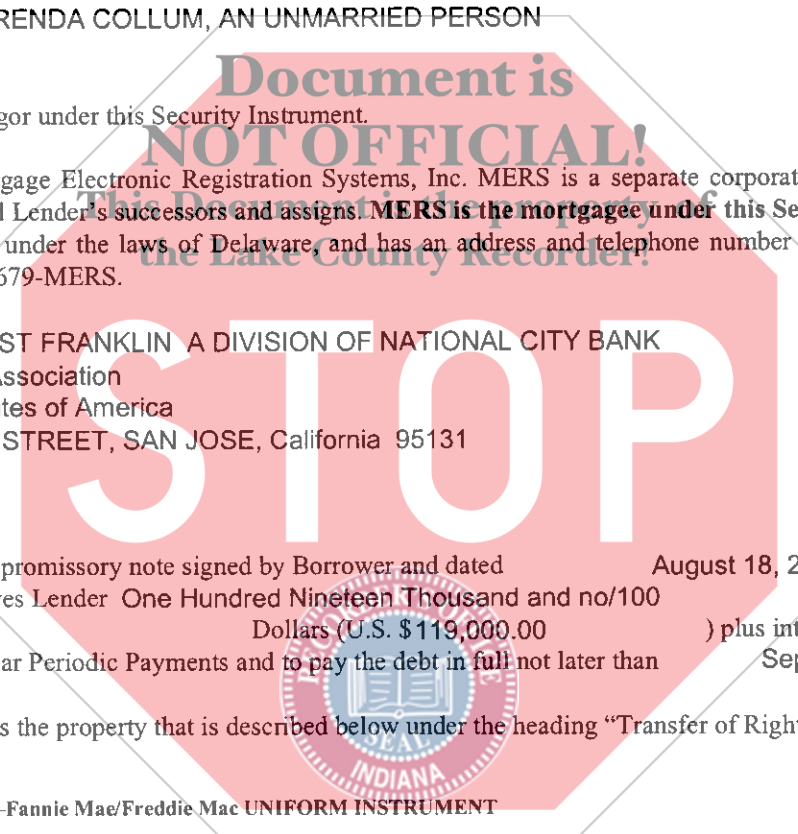 RENDA COLLUM, AN UNMARRIED PERSON
Document is
gor under this Security Instrument.
NOT OFFICIAL!
gage Electronic Registration Systems, Inc. MERS is a separate corporat
l Lender's successors and assigns. MERS is the mortgagee under this Se
This Document is the property of
under the laws of Delaware, and has an address and telephone number
the Lake County Recorder!
679-MERS.
ST FRANKLIN A DIVISION OF NATIONAL CITY BANK
Association
tes of America
STREET, SAN JOSE, California 95131
STOP
promissory note signed by Borrower and dated August 18, 2
es Lender One Hundred Nineteen Thousand and no/100
Dollars (U.S. $119,000.00 ) plus int
ar Periodic Payments and to pay the debt in full not later than Sep
s the property that is described below under the heading “Transfer of Righ
RECORDER'S OFFICE
SEAL
INDIANA
-Fannie Mae/Freddie Mac UNIFORM INSTRUMENT